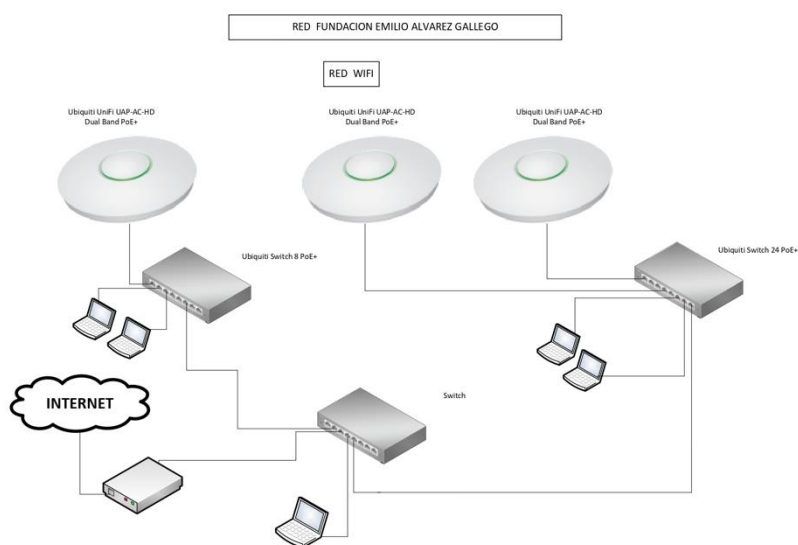 RED FUNDACION EMILIO ALVAREZ GALLEGO
RED WIFI
Ubiquiti UniFi UAP-AC-HD
Dual Band PoE+
Ubiquiti UniFi UAP-AC-HD
Dual Band PoE+
Ubiquiti UniFi UAP-AC-HD
Dual Band PoE+
Ubiquiti Switch 8 PoE+
Ubiquiti Switch 24 PoE+
Switch
INTERNET